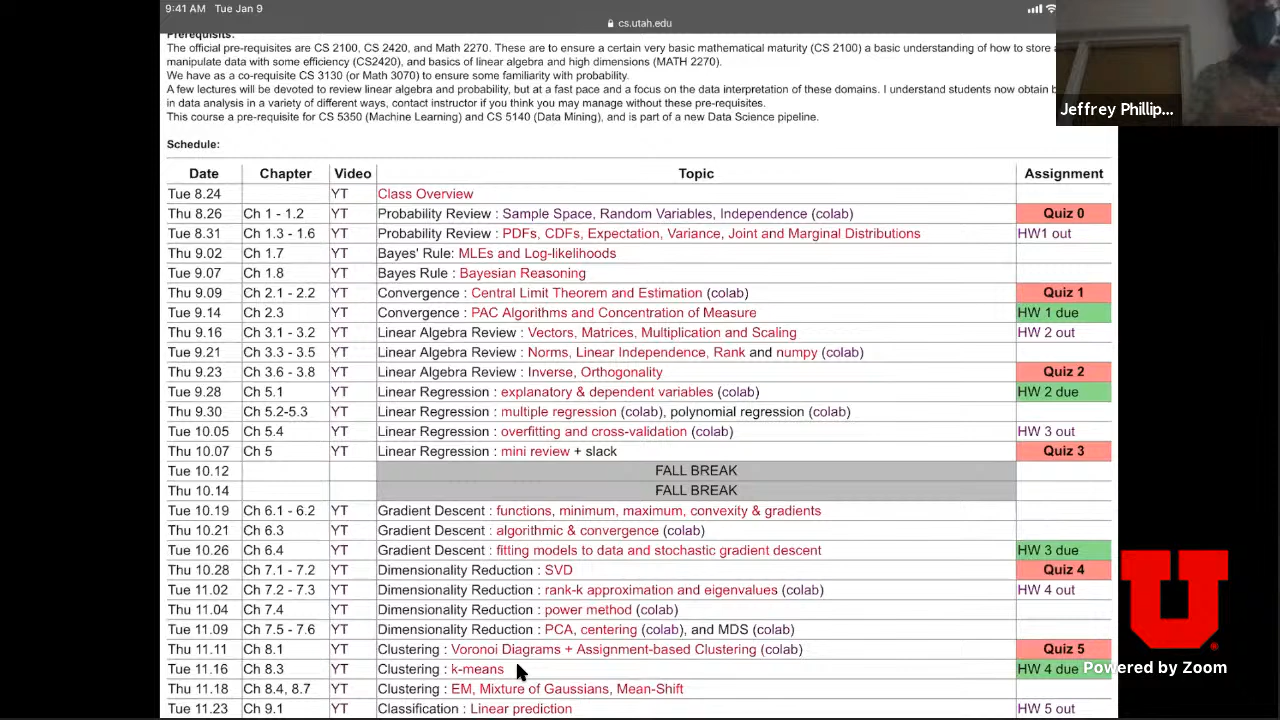 9:41 AM Tue Jan 9
cs.utah.edu
Prerequisits:
The official pre-requisites are CS 2100, CS 2420, and Math 2270. These are to ensure a certain very basic mathematical maturity (CS 2100) a basic understanding of how to store a
manipulate data with some efficiency (CS2420), and basics of linear algebra and high dimensions (MATH 2270).
We have as a co-requisite CS 3130 (or Math 3070) to ensure some familiarity with probability.
A few lectures will be devoted to review linear algebra and probability, but at a fast pace and a focus on the data interpretation of these domains. I understand students now obtain b
in data analysis in a variety of different ways, contact instructor if you think you may manage without these pre-requisites.
This course a pre-requisite for CS 5350 (Machine Learning) and CS 5140 (Data Mining), and is part of a new Data Science pipeline.
Jeffrey Phillip...
Schedule:
Date Chapter Video Topic Assignment
Tue 8.24 YT Class Overview
Thu 8.26 Ch 1 - 1.2 YT Probability Review : Sample Space, Random Variables, Independence (colab) Quiz 0
Tue 8.31 Ch 1.3 - 1.6 YT Probability Review : PDFs, CDFs, Expectation, Variance, Joint and Marginal Distributions HW1 out
Thu 9.02 Ch 1.7 YT Bayes' Rule: MLEs and Log-likelihoods
Tue 9.07 Ch 1.8 YT Bayes Rule : Bayesian Reasoning
Thu 9.09 Ch 2.1 - 2.2 YT Convergence : Central Limit Theorem and Estimation (colab) Quiz 1
Tue 9.14 Ch 2.3 YT Convergence : PAC Algorithms and Concentration of Measure HW 1 due
Thu 9.16 Ch 3.1 - 3.2 YT Linear Algebra Review : Vectors, Matrices, Multiplication and Scaling HW 2 out
Tue 9.21 Ch 3.3 - 3.5 YT Linear Algebra Review : Norms, Linear Independence, Rank and numpy (colab)
Thu 9.23 Ch 3.6 - 3.8 YT Linear Algebra Review : Inverse, Orthogonality Quiz 2
Tue 9.28 Ch 5.1 YT Linear Regression : explanatory & dependent variables (colab) HW 2 due
Thu 9.30 Ch 5.2-5.3 YT Linear Regression : multiple regression (colab), polynomial regression (colab)
Tue 10.05 Ch 5.4 YT Linear Regression : overfitting and cross-validation (colab) HW 3 out
Thu 10.07 Ch 5 YT Linear Regression : mini review + slack Quiz 3
Tue 10.12 FALL BREAK
Thu 10.14 FALL BREAK
Tue 10.19 Ch 6.1 - 6.2 YT Gradient Descent : functions, minimum, maximum, convexity & gradients
Thu 10.21 Ch 6.3 YT Gradient Descent : algorithmic & convergence (colab)
Tue 10.26 Ch 6.4 YT Gradient Descent : fitting models to data and stochastic gradient descent HW 3 due
Thu 10.28 Ch 7.1 - 7.2 YT Dimensionality Reduction : SVD Quiz 4
Tue 11.02 Ch 7.2 - 7.3 YT Dimensionality Reduction : rank-k approximation and eigenvalues (colab) HW 4 out
Thu 11.04 Ch 7.4 YT Dimensionality Reduction : power method (colab)
Tue 11.09 Ch 7.5 - 7.6 YT Dimensionality Reduction : PCA, centering (colab), and MDS (colab)
Thu 11.11 Ch 8.1 YT Clustering : Voronoi Diagrams + Assignment-based Clustering (colab) Quiz 5
Tue 11.16 Ch 8.3 YT Clustering : k-means HW 4 due
Powered by Zoom
Thu 11.18 Ch 8.4, 8.7 YT Clustering : EM, Mixture of Gaussians, Mean-Shift
Tue 11.23 Ch 9.1 YT Classification : Linear prediction HW 5 out